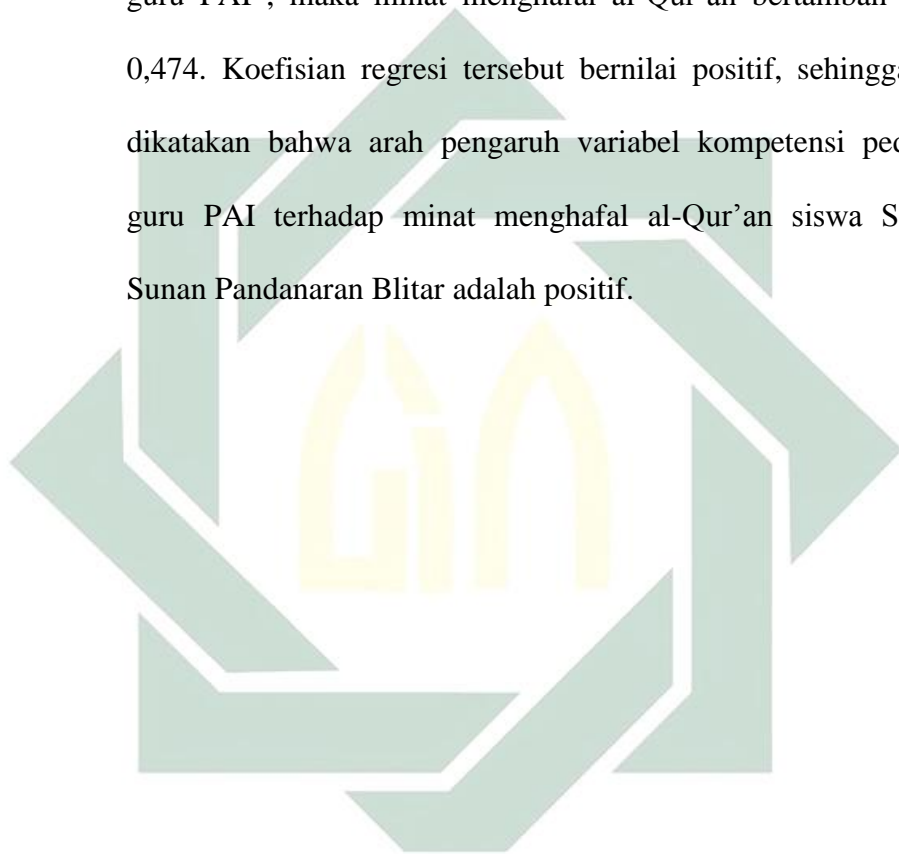 guru PAI , maka minat menghafal al-Qur'an bertambah
0,474. Koefisian regresi tersebut bernilai positif, sehingga
dikatakan bahwa arah pengaruh variabel kompetensi
guru PAI terhadap minat menghafal al-Qur'an siswa
Sunan Pandanaran Blitar adalah positif.